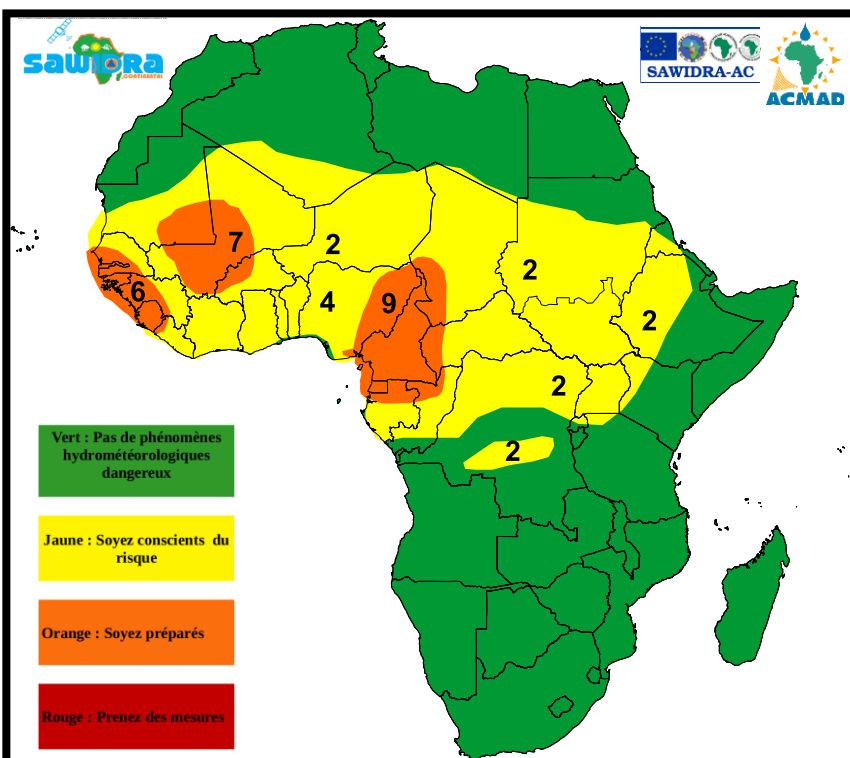 SAWIDRA
CONTINENTAL
SAWIDRA-AC
ACMAD
7
2
6
4
9
2
2
2
2
Vert : Pas de phénomènes
hydrométéorologiques
dangereux
Jaune : Soyez conscients du
risque
Orange : Soyez préparés
Rouge : Prenez des mesures